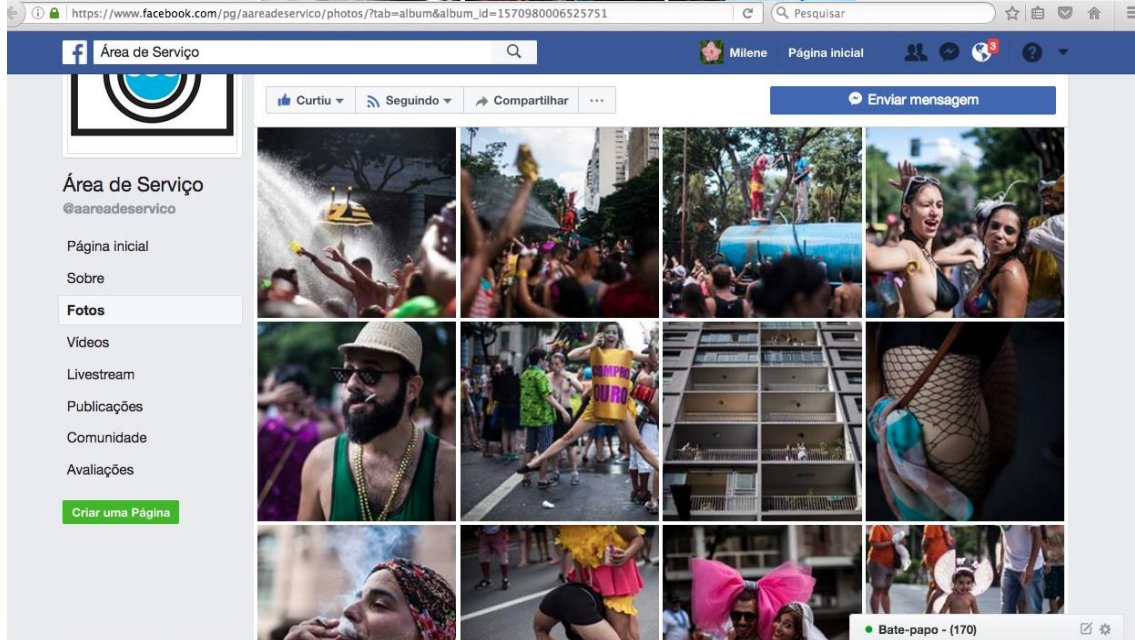 https://www.facebook.com/pg/aareadeservico/photos/?tab=album&album_id=1570980006525751
Pesquisar
Área de Serviço
Milene
Página inicial
3
Curtiu
Seguindo
Compartilhar
Enviar mensagem
Área de Serviço
@aareadeservico
Página inicial
Sobre
Fotos
Vídeos
Livestream
Publicações
Comunidade
Avaliações
Criar uma Página
COMPRO
OURO
Bate-papo - (170)